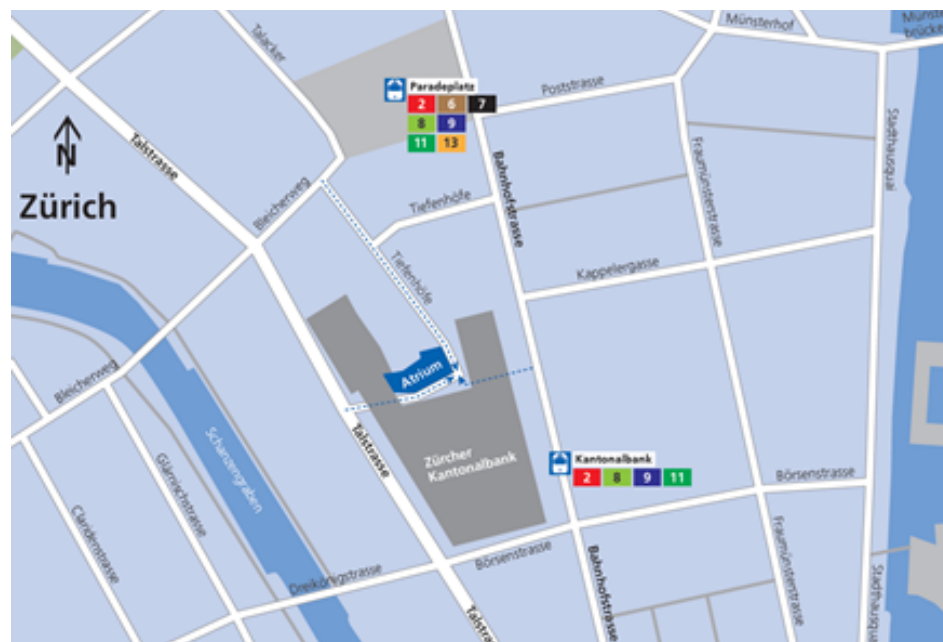 Münsterhof
Münster
brücke
Talacker
Paradeplatz
2 6 7
8 9
11 13
Poststrasse
Stadthausquai
N
Zürich
Talstrasse
Bahnhofstrasse
Fraumünsterstrasse
Bleicherweg
Tiefenhöfe
Tiefenhöfe
Kappelergasse
Atrium
Bleicherweg
Talstrasse
Schanzengraben
Zürcher
Kantonalbank
Kantonalbank
2 8 9 11
Börsenstrasse
Glärnischstrasse
Claridenstrasse
Dreikönigstrasse
Börsenstrasse
Bahnhofstrasse
Fraumünsterstrasse
Stadthausqua
Talstr